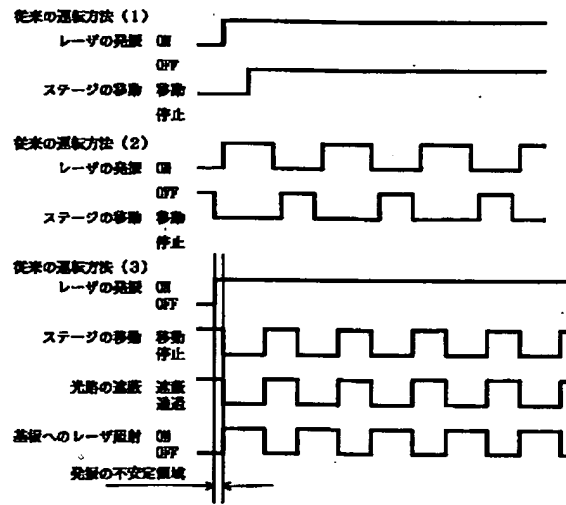 従来の運転方法（1）
レーザの発振 ON
OFF
ステージの移動 移動
停止
従来の運転方法（2）
レーザの発振 ON
OFF
ステージの移動 移動
停止
従来の運転方法（3）
レーザの発振 ON
OFF
ステージの移動 移動
停止
光路の遮蔽 遮蔽
通過
基板へのレーザ照射 ON
OFF
発振の不安定領域